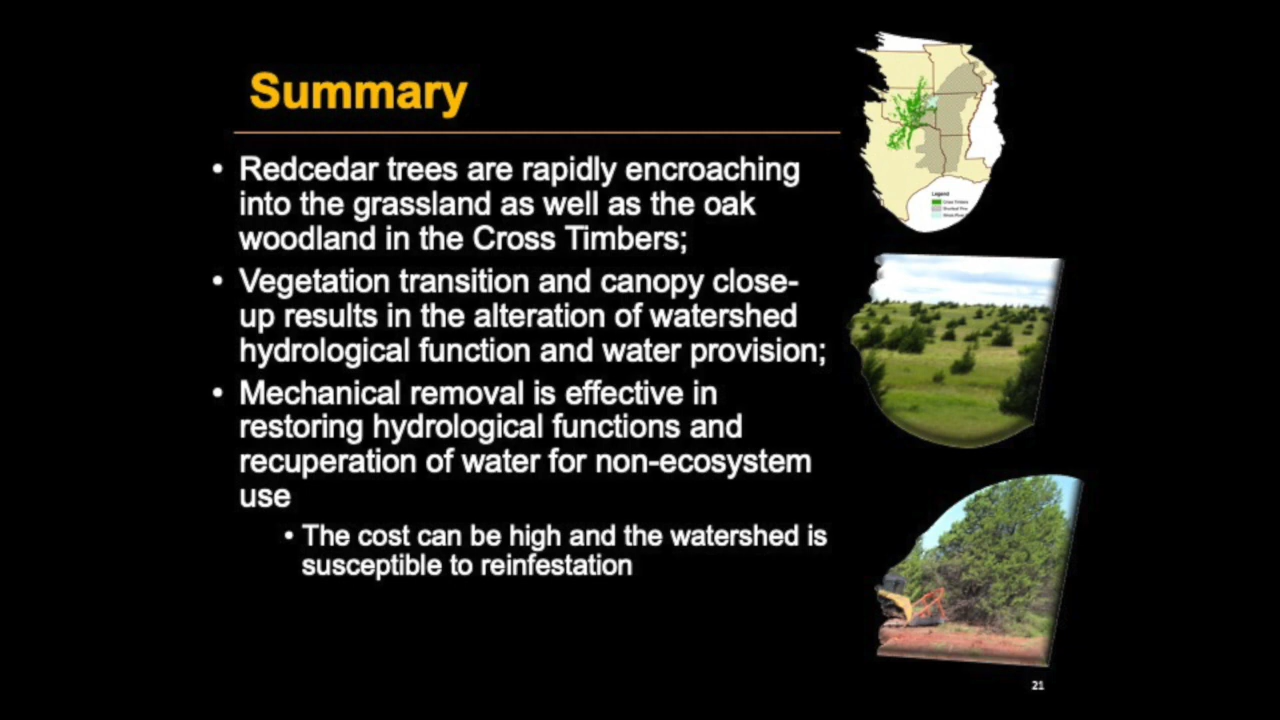 Summary
• Redcedar trees are rapidly encroaching
into the grassland as well as the oak
woodland in the Cross Timbers;
• Vegetation transition and canopy close-
up results in the alteration of watershed
hydrological function and water provision;
• Mechanical removal is effective in
restoring hydrological functions and
recuperation of water for non-ecosystem
use
• The cost can be high and the watershed is
susceptible to reinfestation
Legend
Cross Timbers
21